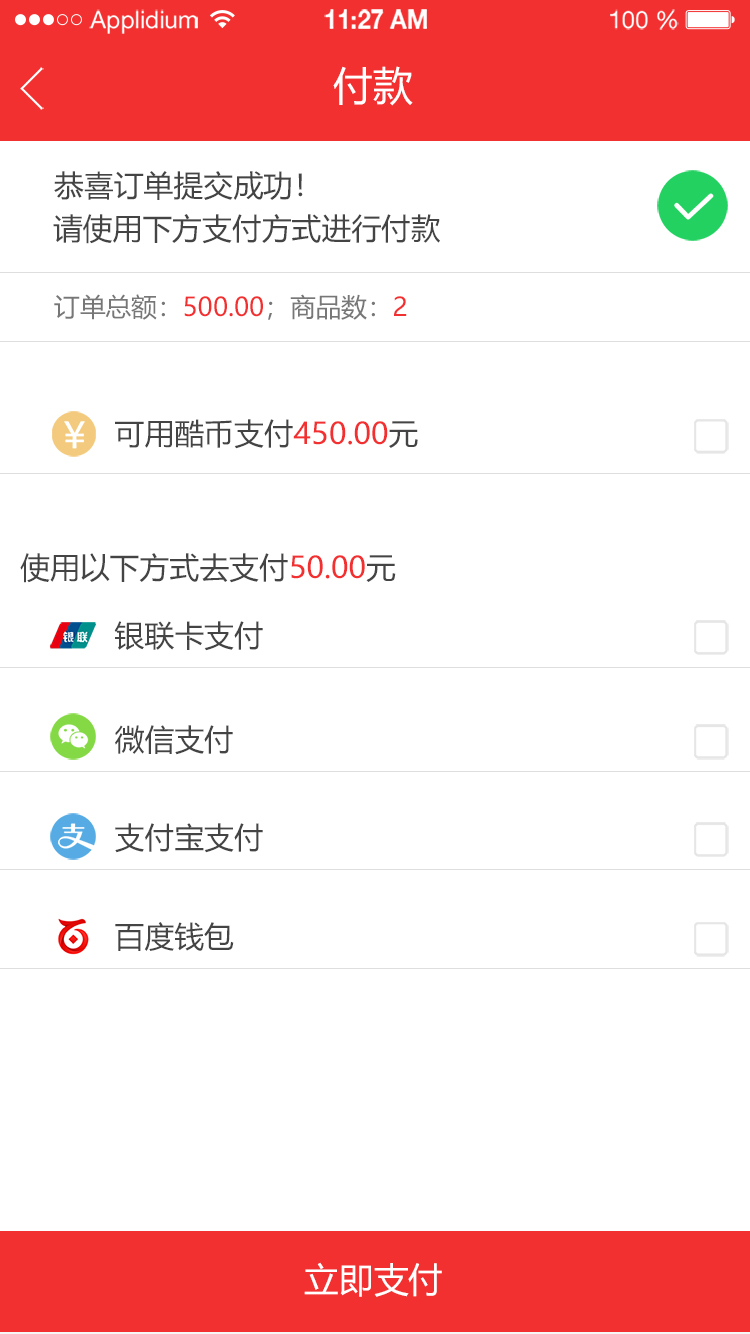 Applidium 11:27 AM 100 %
付款
恭喜订单提交成功！
请使用下方支付方式进行付款
订单总额：500.00；商品数：2
¥ 可用酷币支付450.00元
使用以下方式去支付50.00元
银联 银联卡支付
微信支付
支 支付宝支付
百度钱包
立即支付